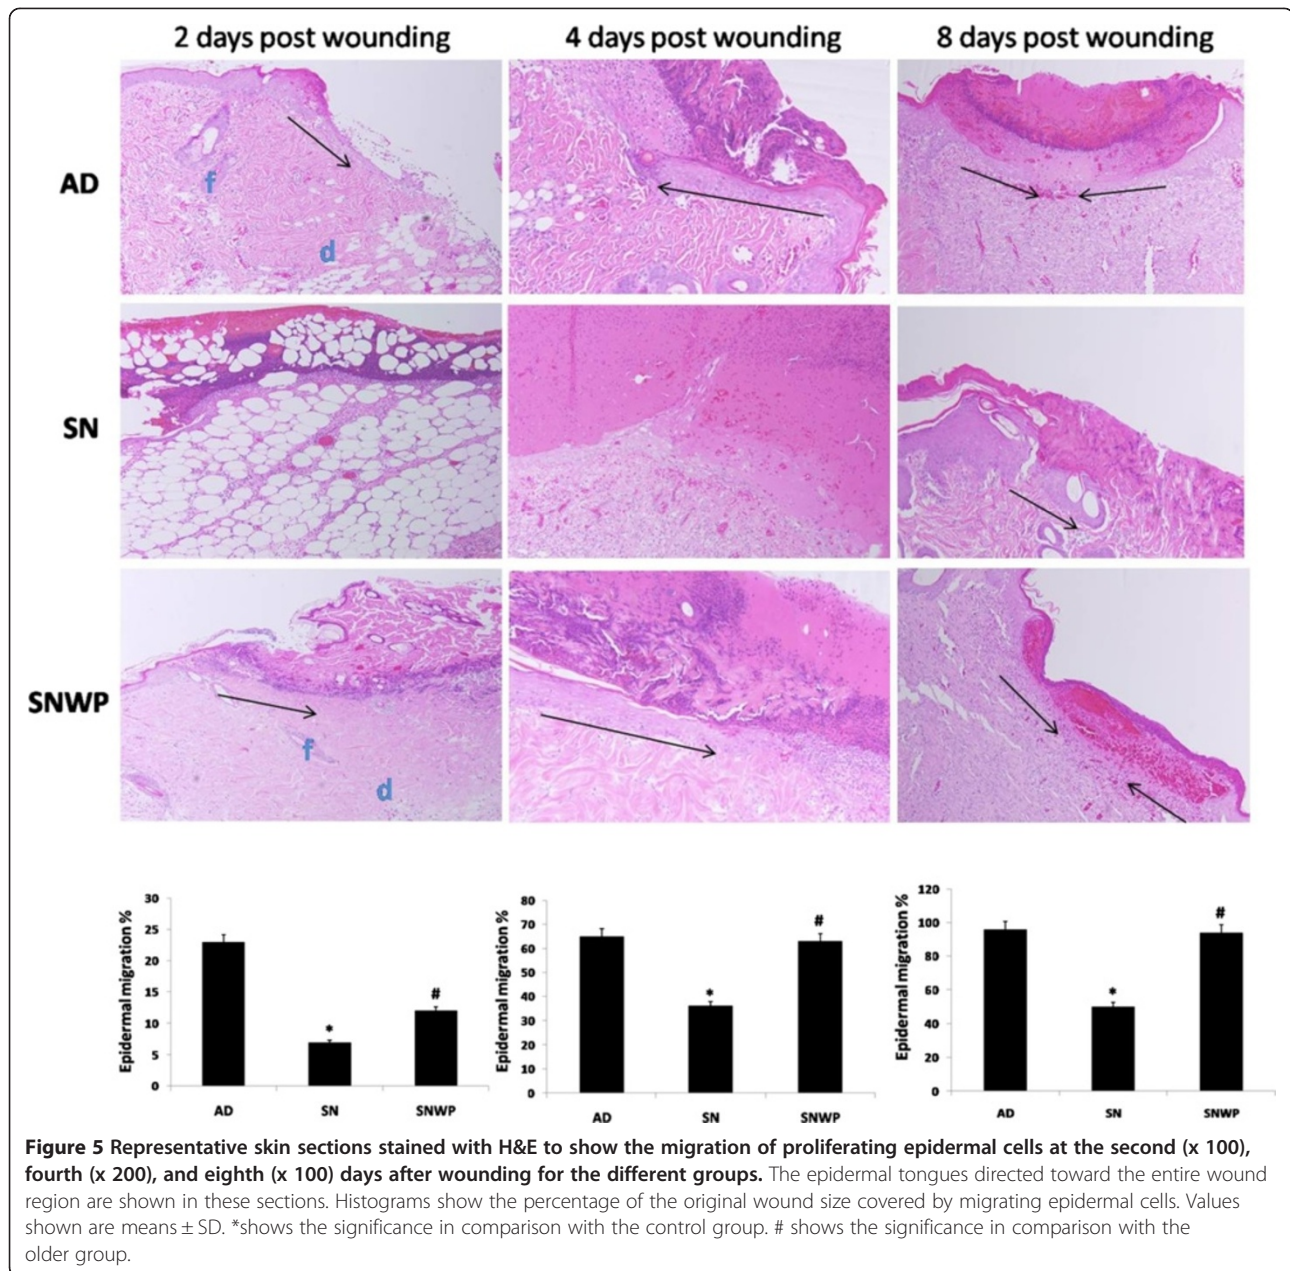 2 days post wounding 4 days post wounding 8 days post wounding
AD
f
d
SN
SNWP
f
d
Epidermal migration %
30
25
20
15
10
5
0
*
#
AD SN SNWP
Epidermal migration %
80
70
60
50
40
30
20
10
0
*
#
AD SN SNWP
Epidermal migration %
120
100
80
60
40
20
0
*
#
AD SN SNWP
Figure 5 Representative skin sections stained with H&E to show the migration of proliferating epidermal cells at the second (x 100),
fourth (x 200), and eighth (x 100) days after wounding for the different groups. The epidermal tongues directed toward the entire wound
region are shown in these sections. Histograms show the percentage of the original wound size covered by migrating epidermal cells. Values
shown are means ± SD. *shows the significance in comparison with the control group. # shows the significance in comparison with the
older group.